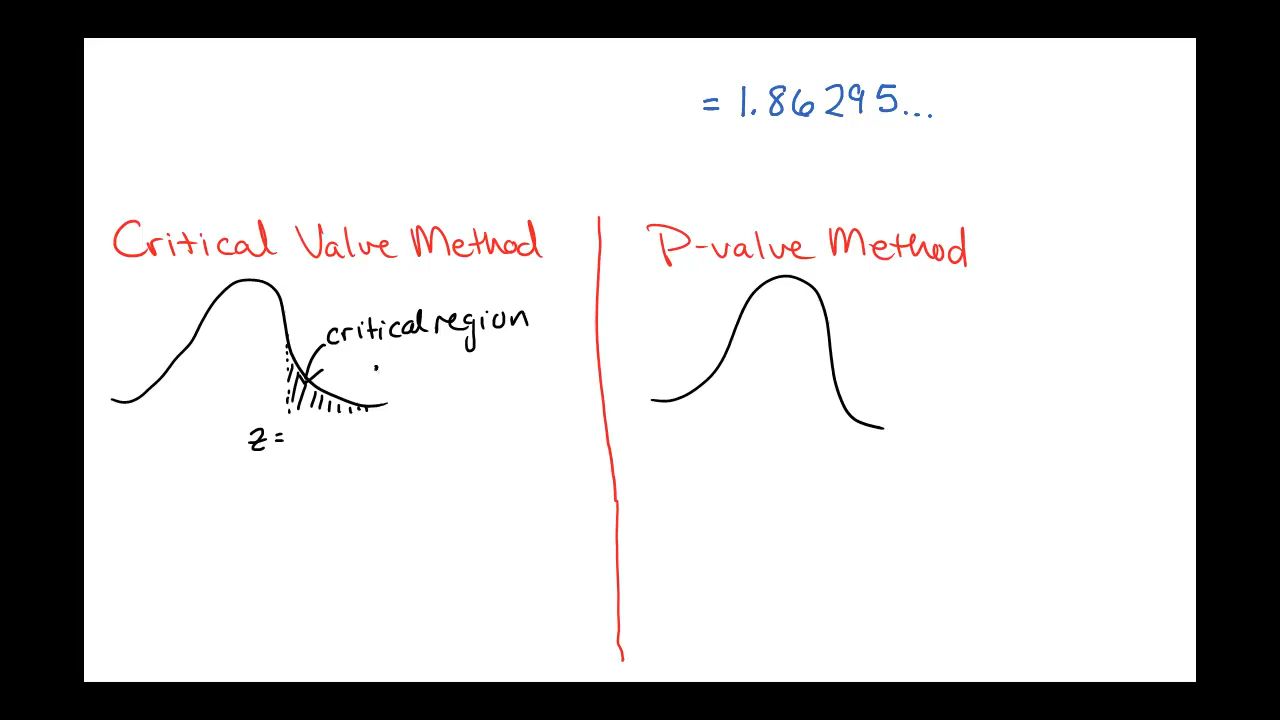 = 1.86295...
Critical Value Method
P-value Method
critical region
z =